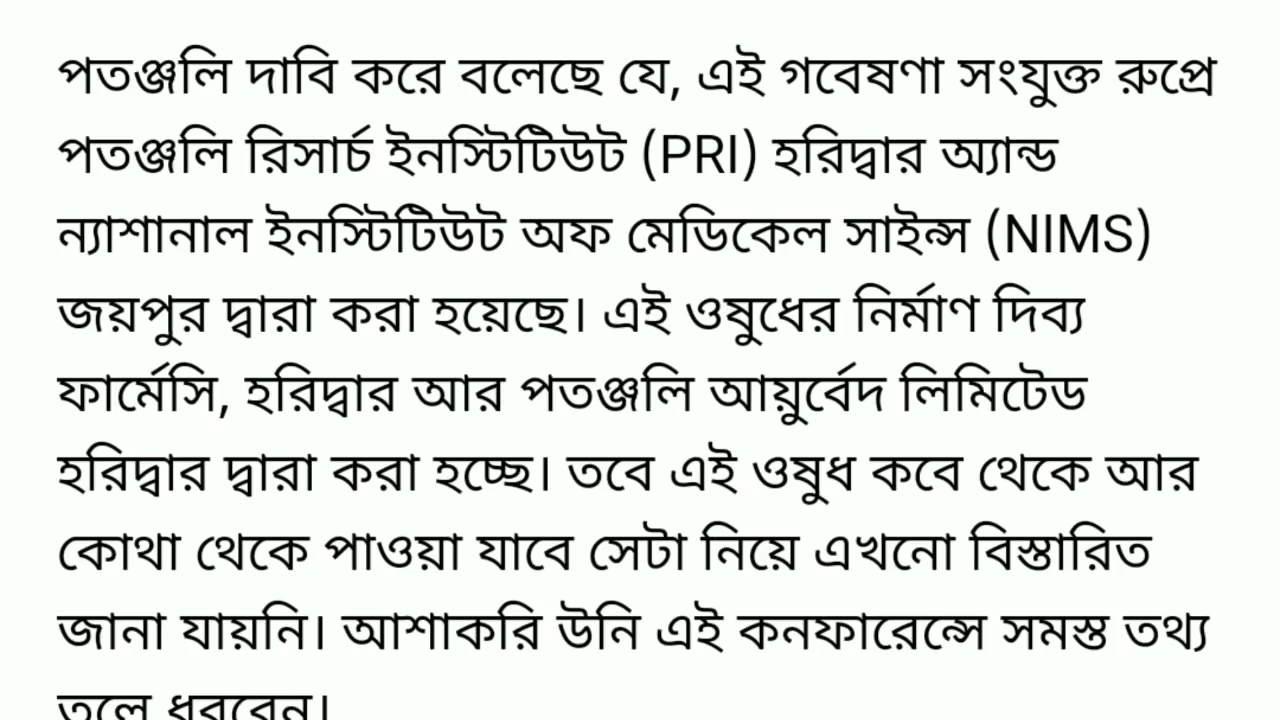 পতঞ্জলি দাবি করে বলেছে যে, এই গবেষণা সংযুক্ত রুপ্রে
পতঞ্জলি রিসার্চ ইনস্টিটিউট (PRI) হরিদ্বার অ্যান্ড
ন্যাশানাল ইনস্টিটিউট অফ মেডিকেল সাইন্স (NIMS)
জয়পুর দ্বারা করা হয়েছে। এই ওষুধের নির্মাণ দিব্য
ফার্মেসি, হরিদ্বার আর পতঞ্জলি আয়ুর্বেদ লিমিটেড
হরিদ্বার দ্বারা করা হচ্ছে। তবে এই ওষুধ কবে থেকে আর
কোথা থেকে পাওয়া যাবে সেটা নিয়ে এখনো বিস্তারিত
জানা যায়নি। আশাকরি উনি এই কনফারেন্সে সমস্ত তথ্য
তুলে ধরবেন।